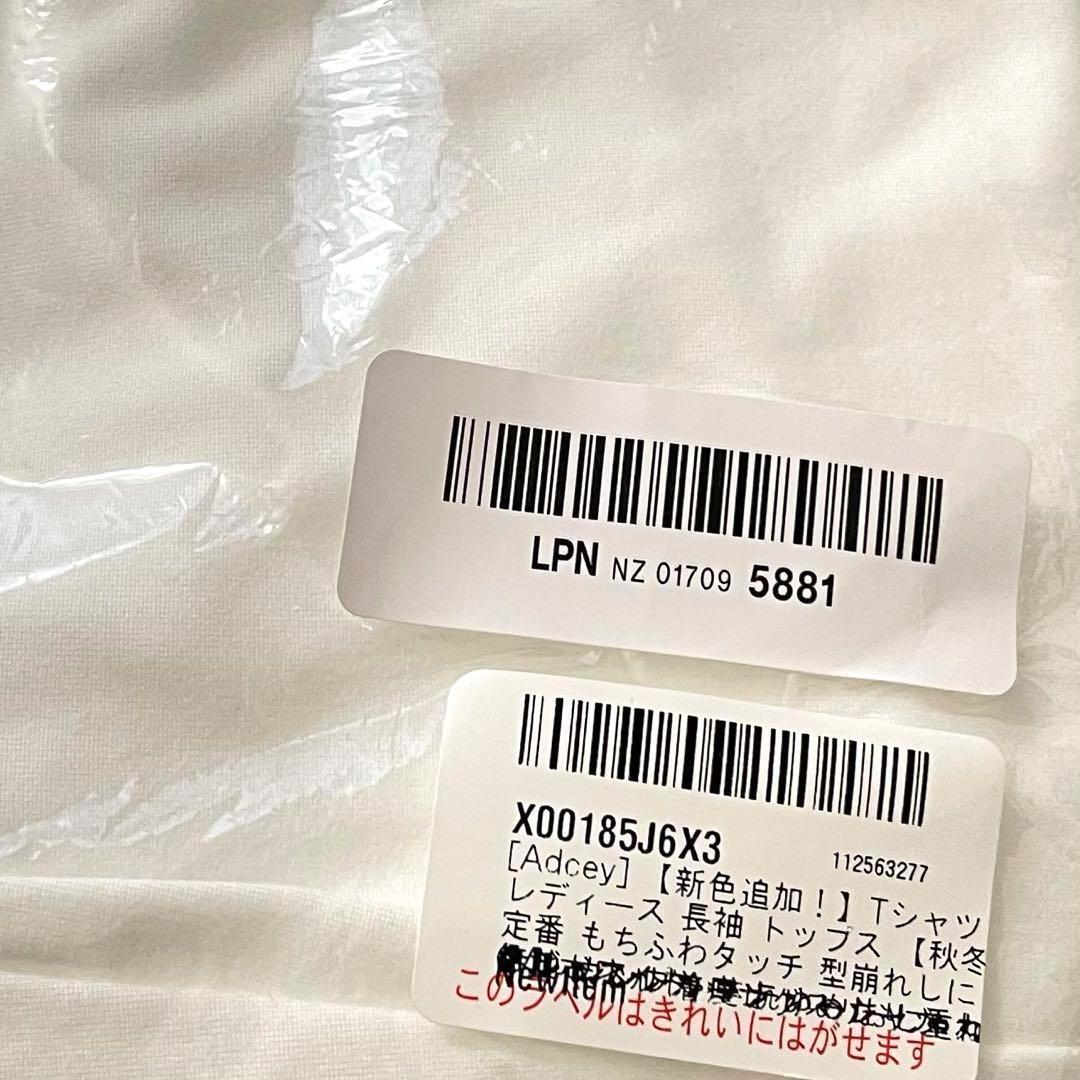 LPN NZ 01709 5881
X00185J6X3
112563277
[Adcey] 【新色追加！】Tシャツ
レディース 長袖 トップス 【秋冬
定番 もちふわタッチ 型崩れしに
New Item
このラベルはきれいにはがせます